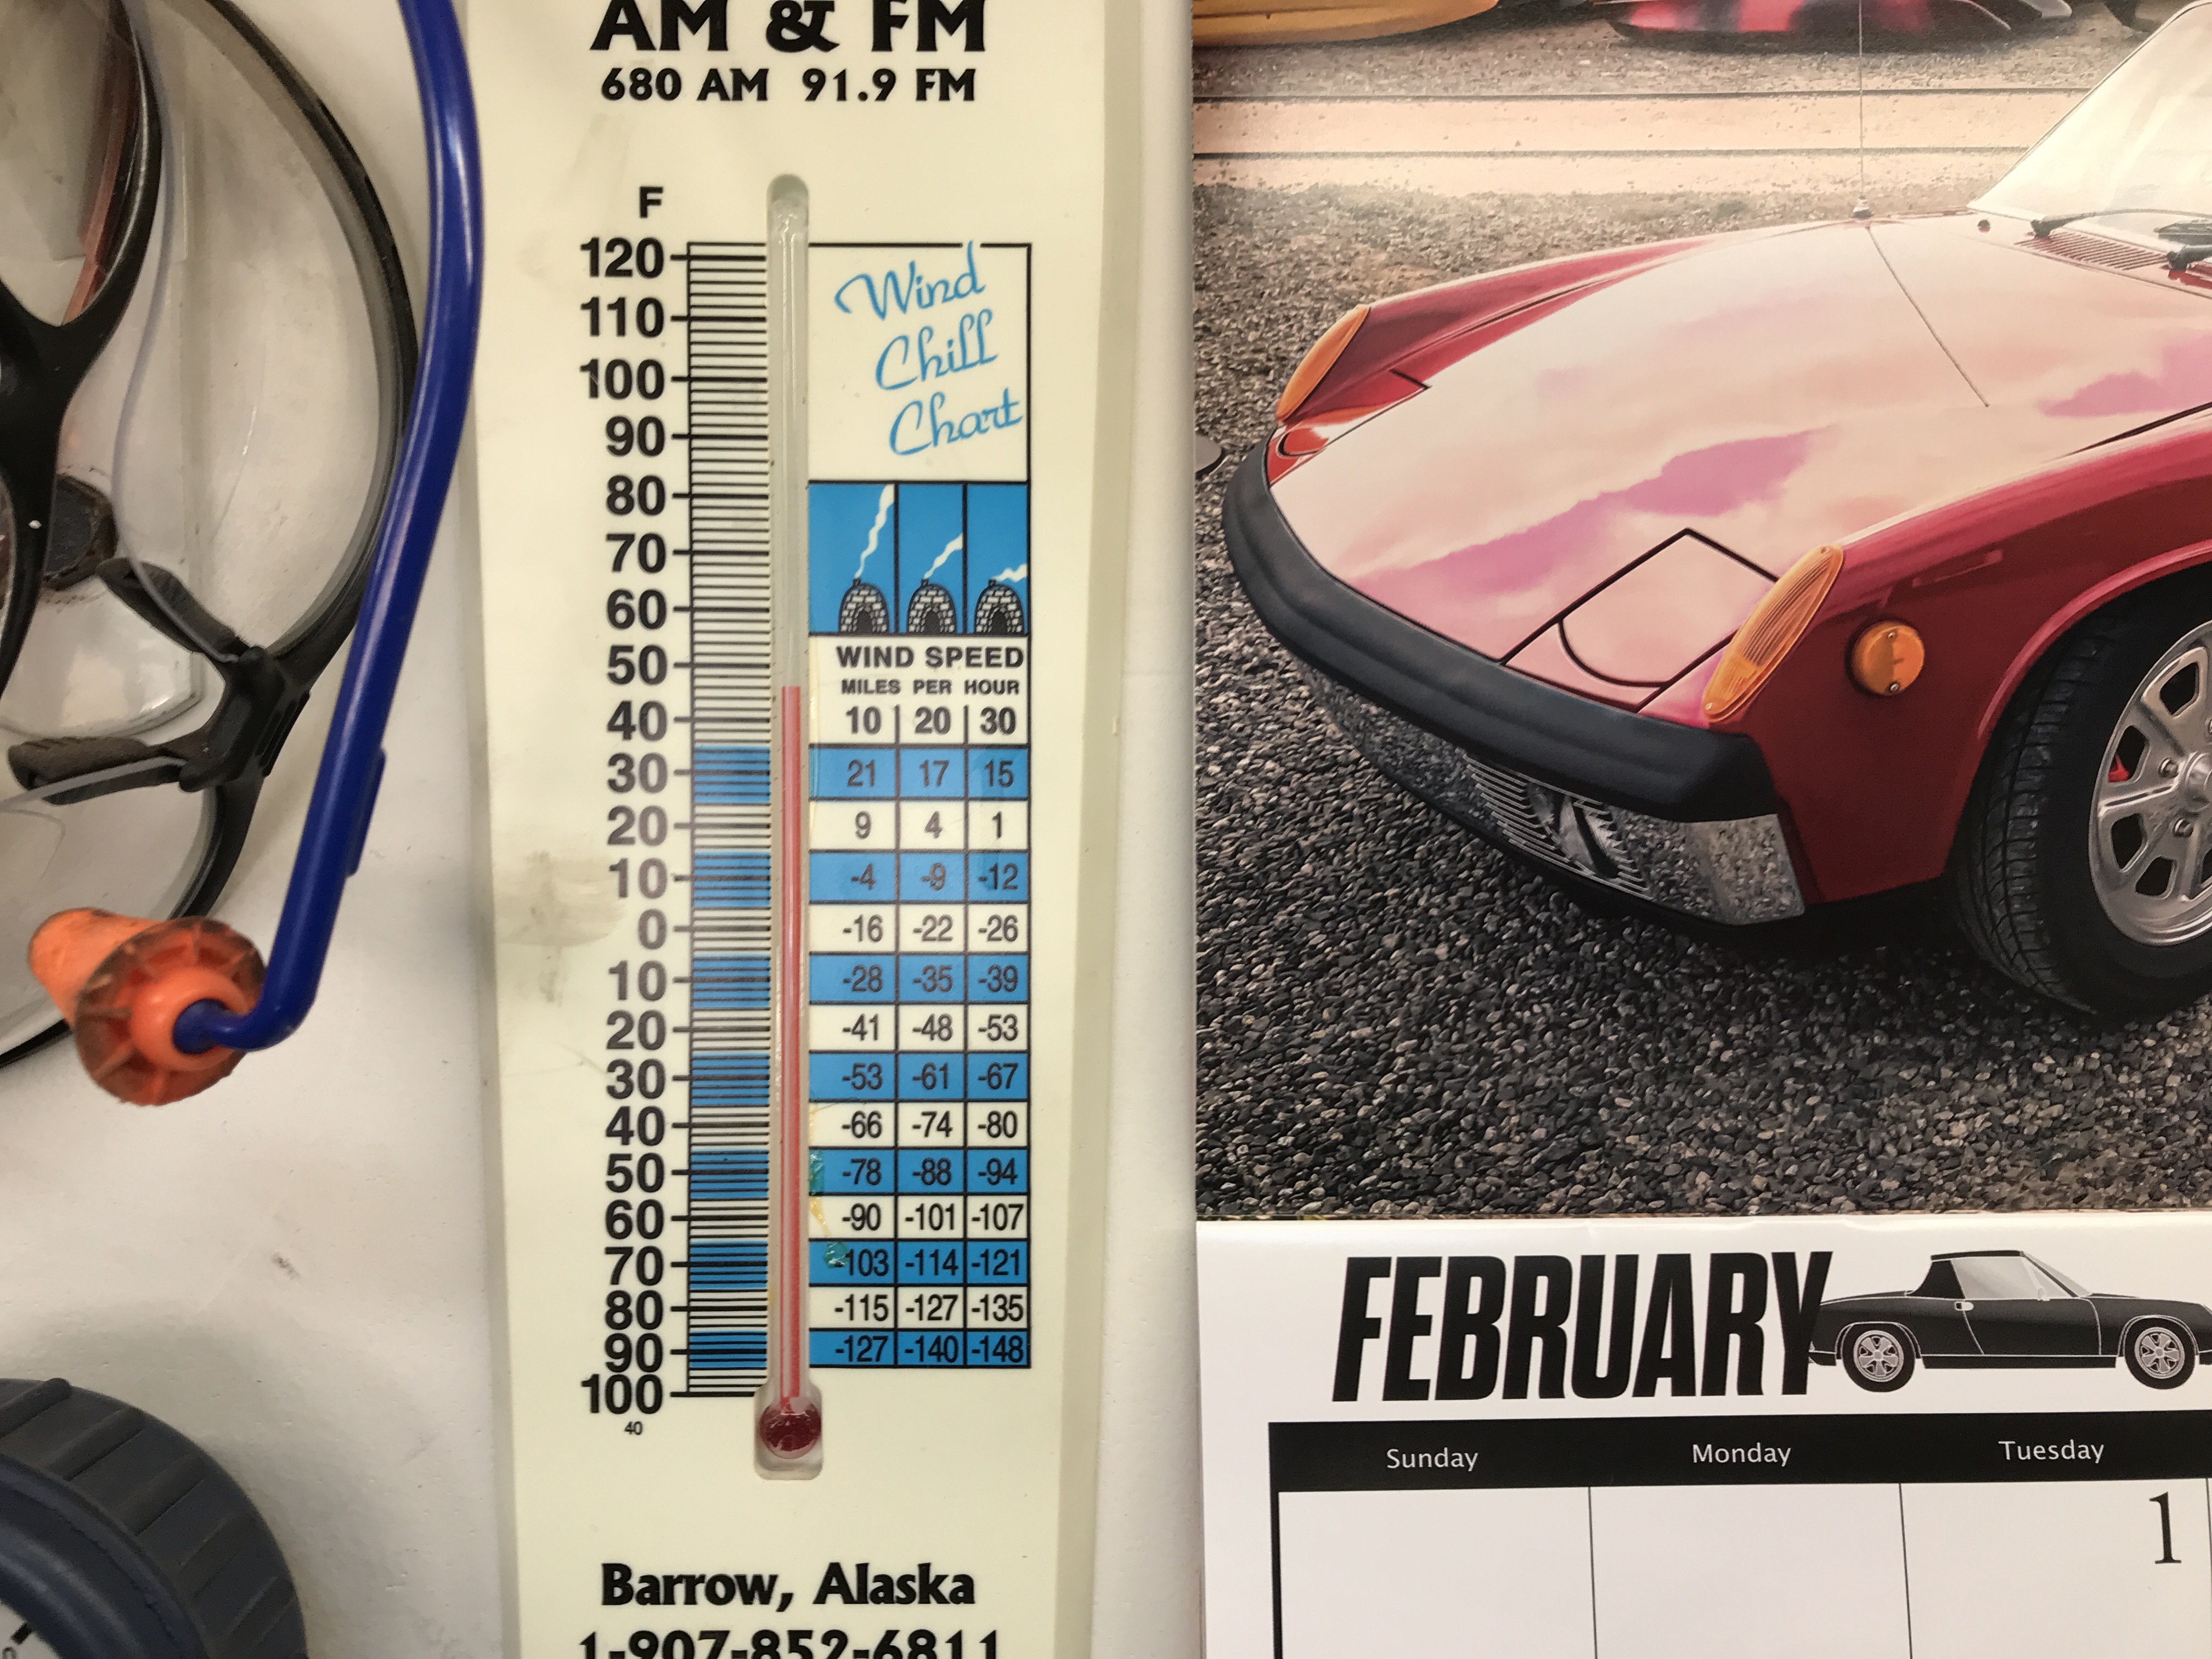 AM & FM
680 AM 91.9 FM
F
120
110
100
90
80
70
60
50
40
30
20
10
0
10
20
30
40
50
60
70
80
90
100
40
Wind
Chill
Chart
WIND SPEED
MILES PER HOUR
10 20 30
21 17 15
9 4 1
-4 -9 -12
-16 -22 -26
-28 -35 -39
-41 -48 -53
-53 -61 -67
-66 -74 -80
-78 -88 -94
-90 -101 -107
-103 -114 -121
-115 -127 -135
-127 -140 -148
Barrow, Alaska
1-907-852-6811
FEBRUARY
Sunday Monday Tuesday
1